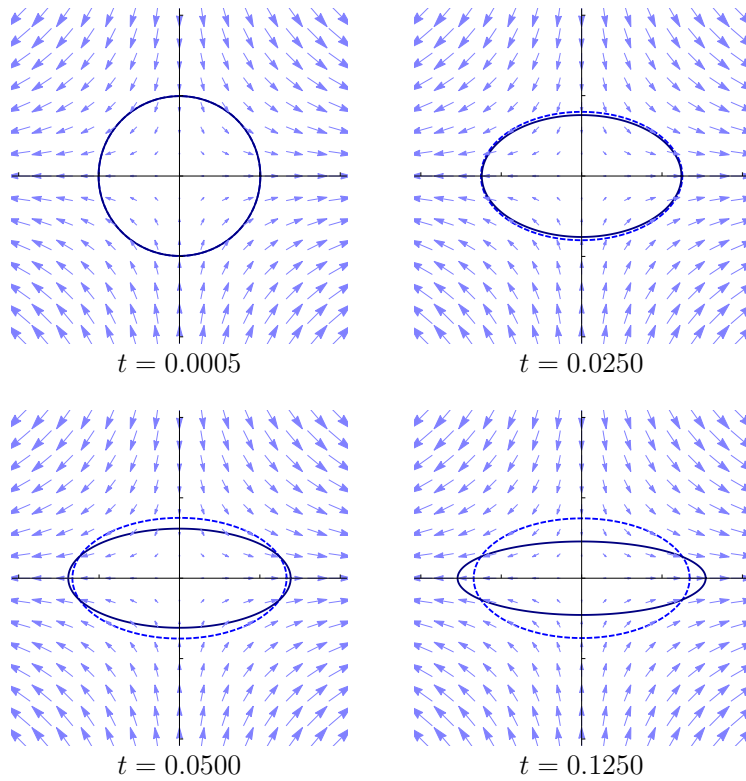 t = 0.0005
t = 0.0250
t = 0.0500
t = 0.1250